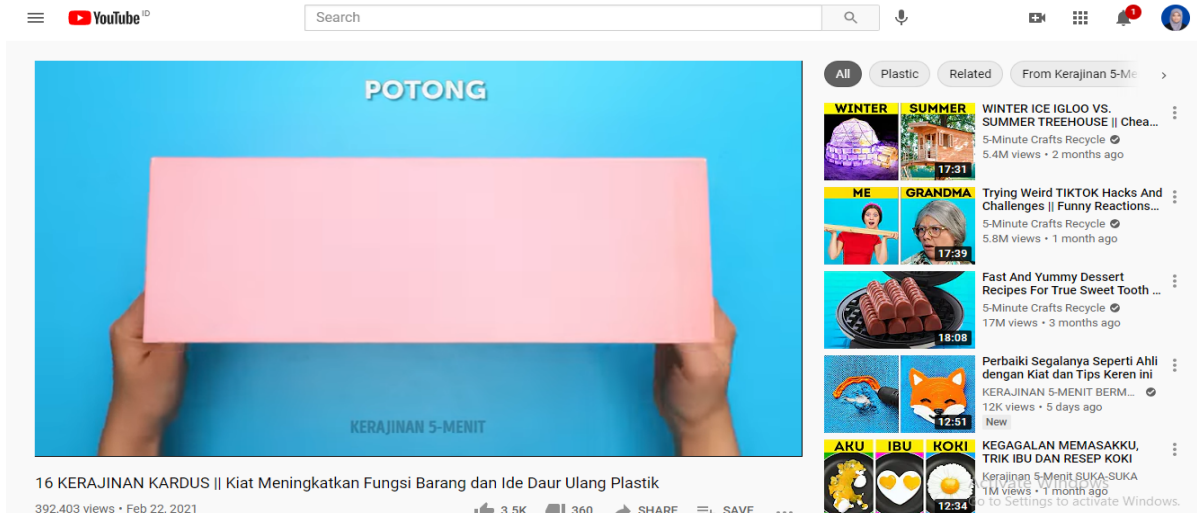 YouTube ID
Search
1
POTONG
KERAJINAN 5-MENIT
16 KERAJINAN KARDUS || Kiat Meningkatkan Fungsi Barang dan Ide Daur Ulang Plastik
392,403 views • Feb 22, 2021
3.5K
360
SHARE
SAVE
All
Plastic
Related
From Kerajinan 5-Me
WINTER
SUMMER
17:31
WINTER ICE IGLOO VS.
SUMMER TREEHOUSE || Chea...
5-Minute Crafts Recycle
5.4M views • 2 months ago
ME
GRANDMA
17:39
Trying Weird TIKTOK Hacks And
Challenges || Funny Reactions...
5-Minute Crafts Recycle
5.8M views • 1 month ago
18:08
Fast And Yummy Dessert
Recipes For True Sweet Tooth ...
5-Minute Crafts Recycle
17M views • 3 months ago
12:51
Perbaiki Segalanya Seperti Ahli
dengan Kiat dan Tips Keren ini
KERAJINAN 5-MENIT BERM...
12K views • 5 days ago
New
AKU
IBU
KOKI
12:34
KEGAGALAN MEMASAKKU,
TRIK IBU DAN RESEP KOKI
Kerajinan 5-Menit SUKA-SUKA
1M views • 1 month ago
Activate Windows
Go to Settings to activate Windows.